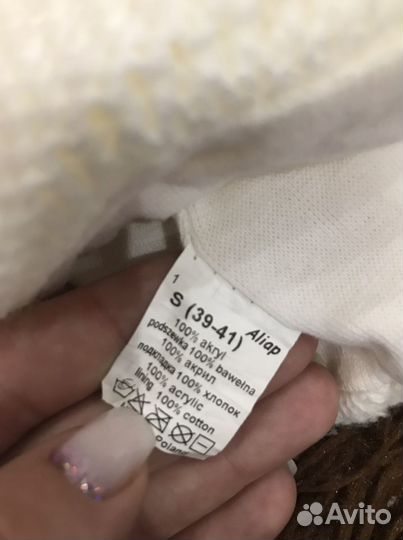 1
S (39-41) Aliap
100% akryl
podszewka 100% bawełna
100% акрил
подкладка 100% хлопок
100% acrylic
lining 100% cotton
Poland
Avito